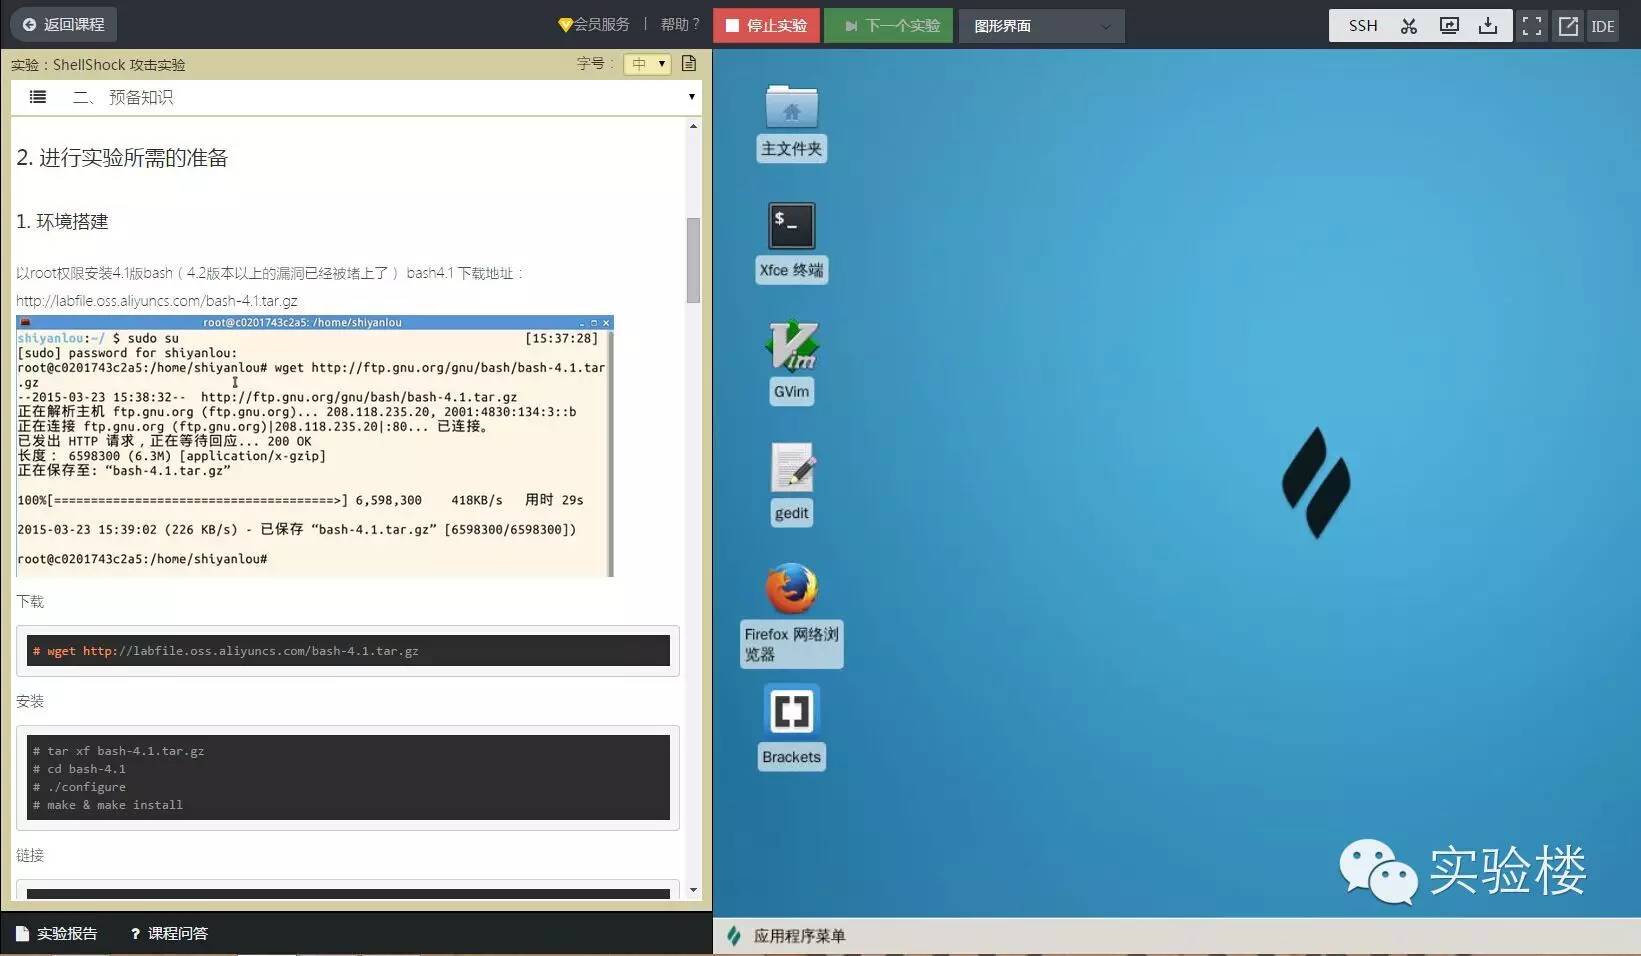 返回课程
会员服务 | 帮助 ?
停止实验
下一个实验
图形界面
SSH
IDE
实验：ShellShock 攻击实验
字号：
中
二、 预备知识
2. 进行实验所需的准备
1. 环境搭建
以root权限安装4.1版bash（4.2版本以上的漏洞已经被堵上了）bash4.1 下载地址：
http://labfile.oss.aliyuncs.com/bash-4.1.tar.gz
root@c0201743c2a5: /home/shiyanlou
shiyanlou:~/ $ sudo su [15:37:28]
[sudo] password for shiyanlou:
root@c0201743c2a5:/home/shiyanlou# wget http://ftp.gnu.org/gnu/bash/bash-4.1.tar
.gz
--2015-03-23 15:38:32-- http://ftp.gnu.org/gnu/bash/bash-4.1.tar.gz
正在解析主机 ftp.gnu.org (ftp.gnu.org)... 208.118.235.20, 2001:4830:134:3::b
正在连接 ftp.gnu.org (ftp.gnu.org)|208.118.235.20|:80... 已连接。
已发出 HTTP 请求，正在等待回应... 200 OK
长度： 6598300 (6.3M) [application/x-gzip]
正在保存至: “bash-4.1.tar.gz”
100%[======================================>] 6,598,300 418KB/s 用时 29s
2015-03-23 15:39:02 (226 KB/s) - 已保存 “bash-4.1.tar.gz” [6598300/6598300])
root@c0201743c2a5:/home/shiyanlou#
下载
# wget http://labfile.oss.aliyuncs.com/bash-4.1.tar.gz
安装
# tar xf bash-4.1.tar.gz
# cd bash-4.1
# ./configure
# make & make install
链接
实验报告
? 课程问答
主文件夹
$_
Xfce 终端
Vim
GVim
gedit
Firefox 网络浏
览器
Brackets
实验楼
应用程序菜单